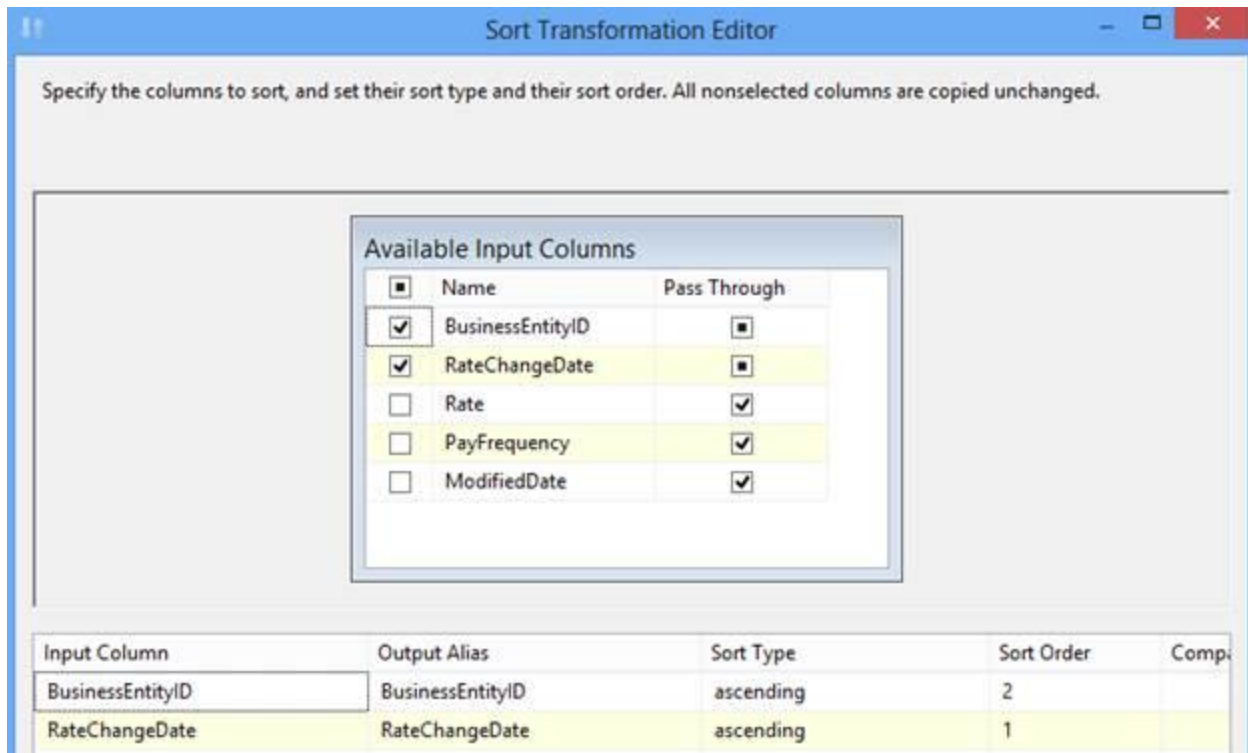 Sort Transformation Editor
Specify the columns to sort, and set their sort type and their sort order. All nonselected columns are copied unchanged.
Available Input Columns
Name Pass Through
BusinessEntityID
RateChangeDate
Rate
PayFrequency
ModifiedDate
Input Column Output Alias Sort Type Sort Order
BusinessEntityID BusinessEntityID ascending 2
RateChangeDate RateChangeDate ascending 1